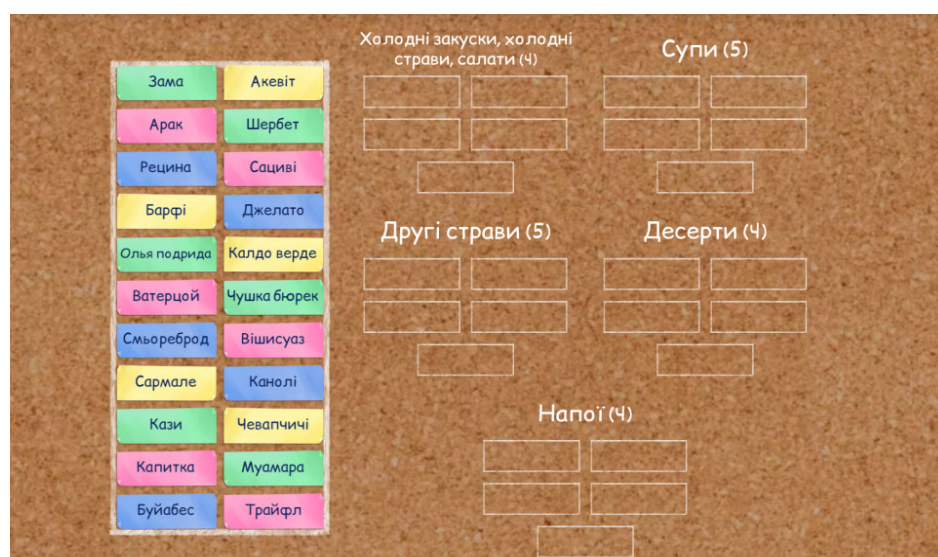 Зама
Акевіт
Арак
Шербет
Рецина
Сациві
Барфі
Джелато
Олья подрида
Калдо верде
Ватерцой
Чушка бюрек
Смьореброд
Вішисуаз
Сармале
Канолі
Кази
Чевапчичі
Капитка
Муамара
Буйабес
Трайфл
Холодні закуски, холодні
страви, салати (4)
Супи (5)
Другі страви (5)
Десерти (4)
Напої (4)